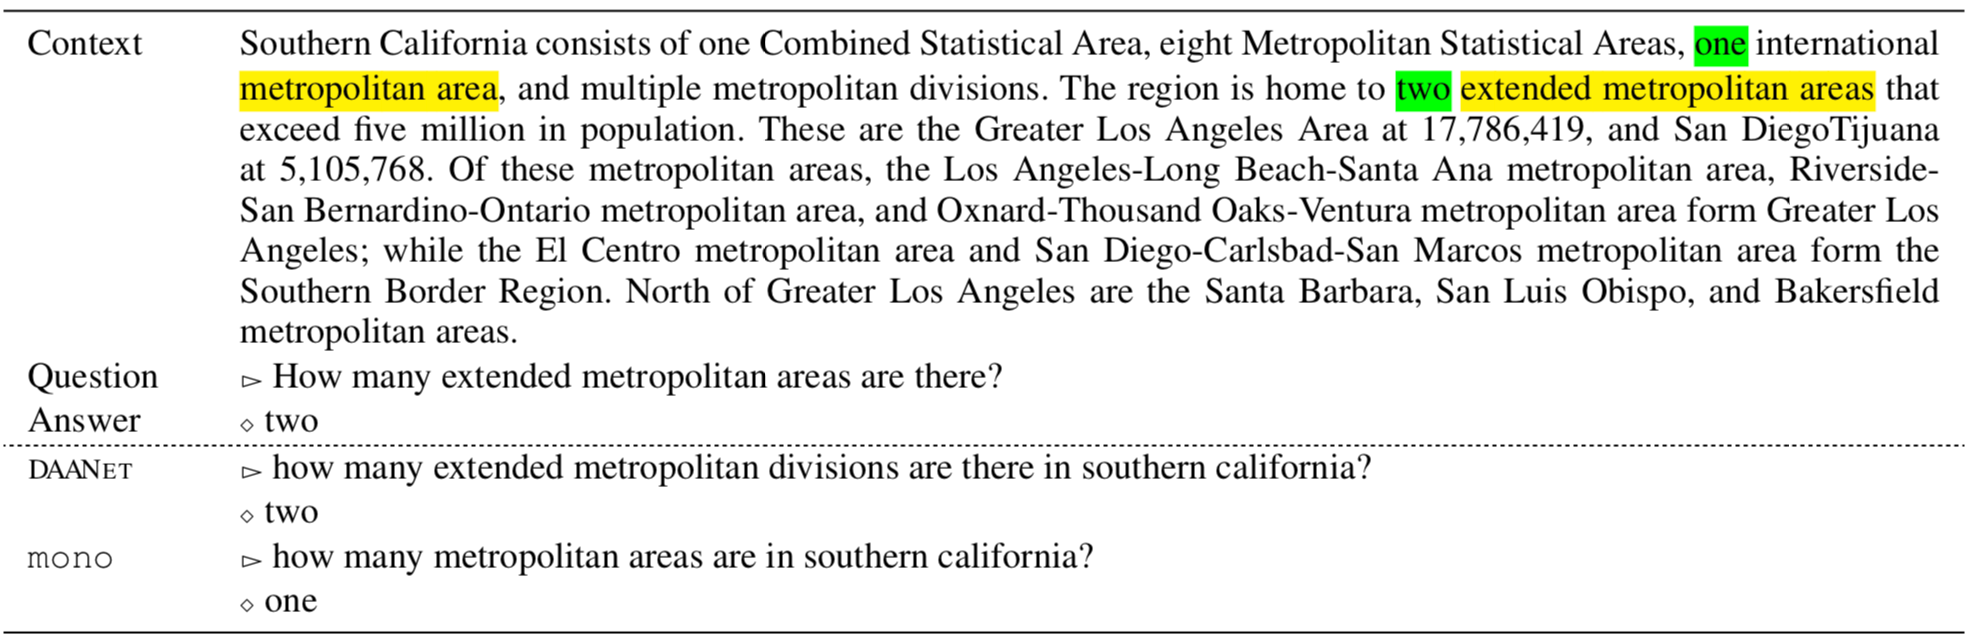 Context Southern California consists of one Combined Statistical Area, eight Metropolitan Statistical Areas, one international
metropolitan area, and multiple metropolitan divisions. The region is home to two extended metropolitan areas that
exceed five million in population. These are the Greater Los Angeles Area at 17,786,419, and San DiegoTijuana
at 5,105,768. Of these metropolitan areas, the Los Angeles-Long Beach-Santa Ana metropolitan area, Riverside-
San Bernardino-Ontario metropolitan area, and Oxnard-Thousand Oaks-Ventura metropolitan area form Greater Los
Angeles; while the El Centro metropolitan area and San Diego-Carlsbad-San Marcos metropolitan area form the
Southern Border Region. North of Greater Los Angeles are the Santa Barbara, San Luis Obispo, and Bakersfield
metropolitan areas.
Question ▻ How many extended metropolitan areas are there?
Answer ⋄ two
DAANET ▻ how many extended metropolitan divisions are there in southern california?
⋄ two
mono ▻ how many metropolitan areas are in southern california?
⋄ one